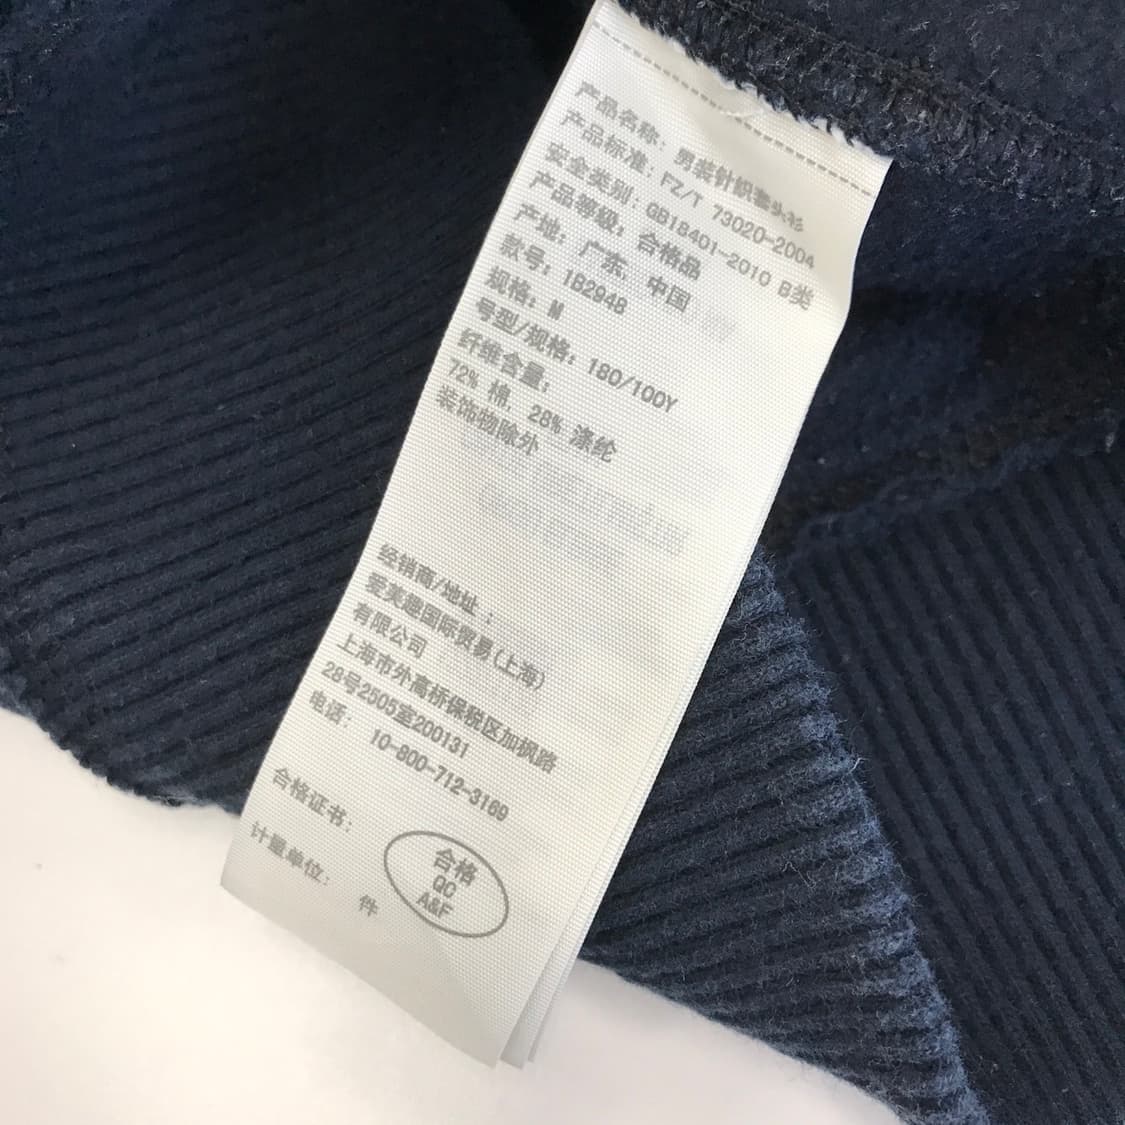 产品名称: 男装针织套头衫
产品标准: FZ/T 73020-2004
安全类别: GB18401-2010 B类
产品等级: 合格品
产地: 广东, 中国
款号: 1B2948
规格: M
号型/规格: 180/100Y
纤维含量:
72% 棉, 28% 涤纶
装饰物除外
经销商/地址:
爱芙趣国际贸易(上海)
有限公司
上海市外高桥保税区加枫路
28号2505室200131
电话: 10-800-712-3169
合格证书:
合格
QC
A&F
计量单位: 件